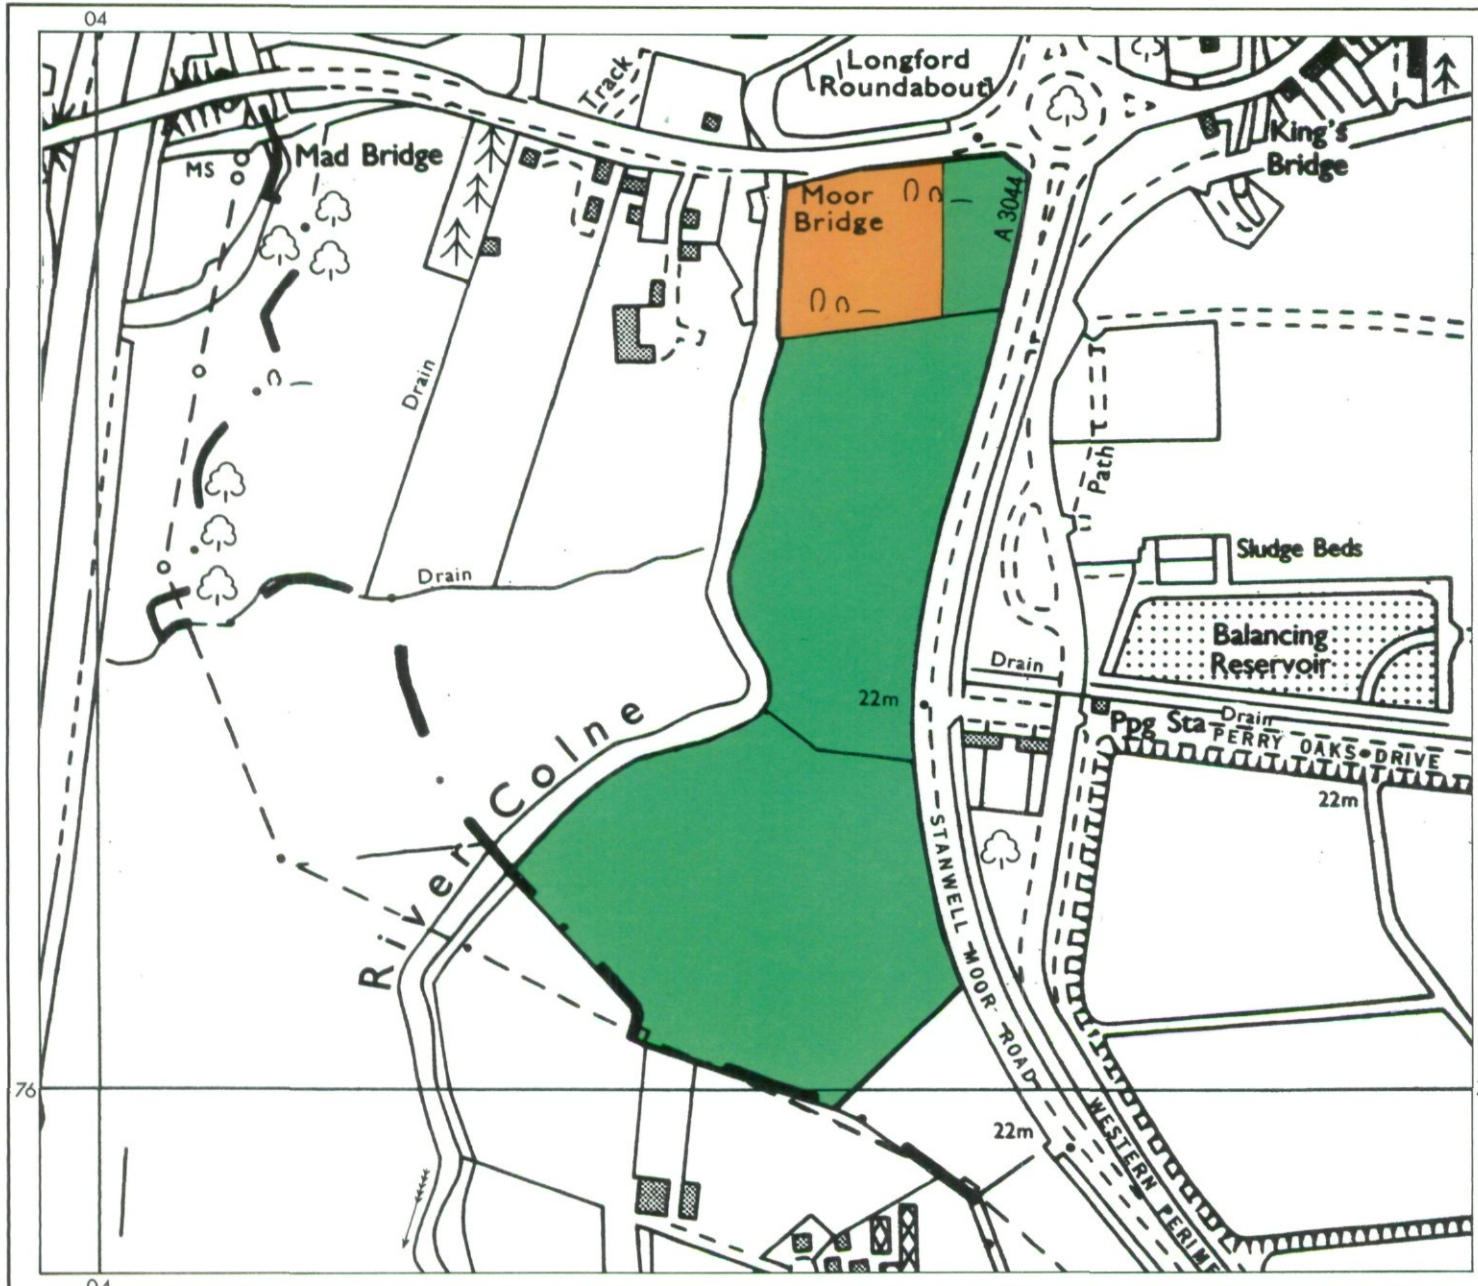 04
Longford
Roundabout
Track
King's
Bridge
MS
Mad Bridge
Moor
Bridge
A 3044
Drain
Path
Sludge Beds
Drain
Balancing
Reservoir
Drain
22m
Ppg Sta
Drain
PERRY OAKS DRIVE
22m
River Colne
STANWELL MOOR ROAD
76
22m
WESTERN PERIME
04